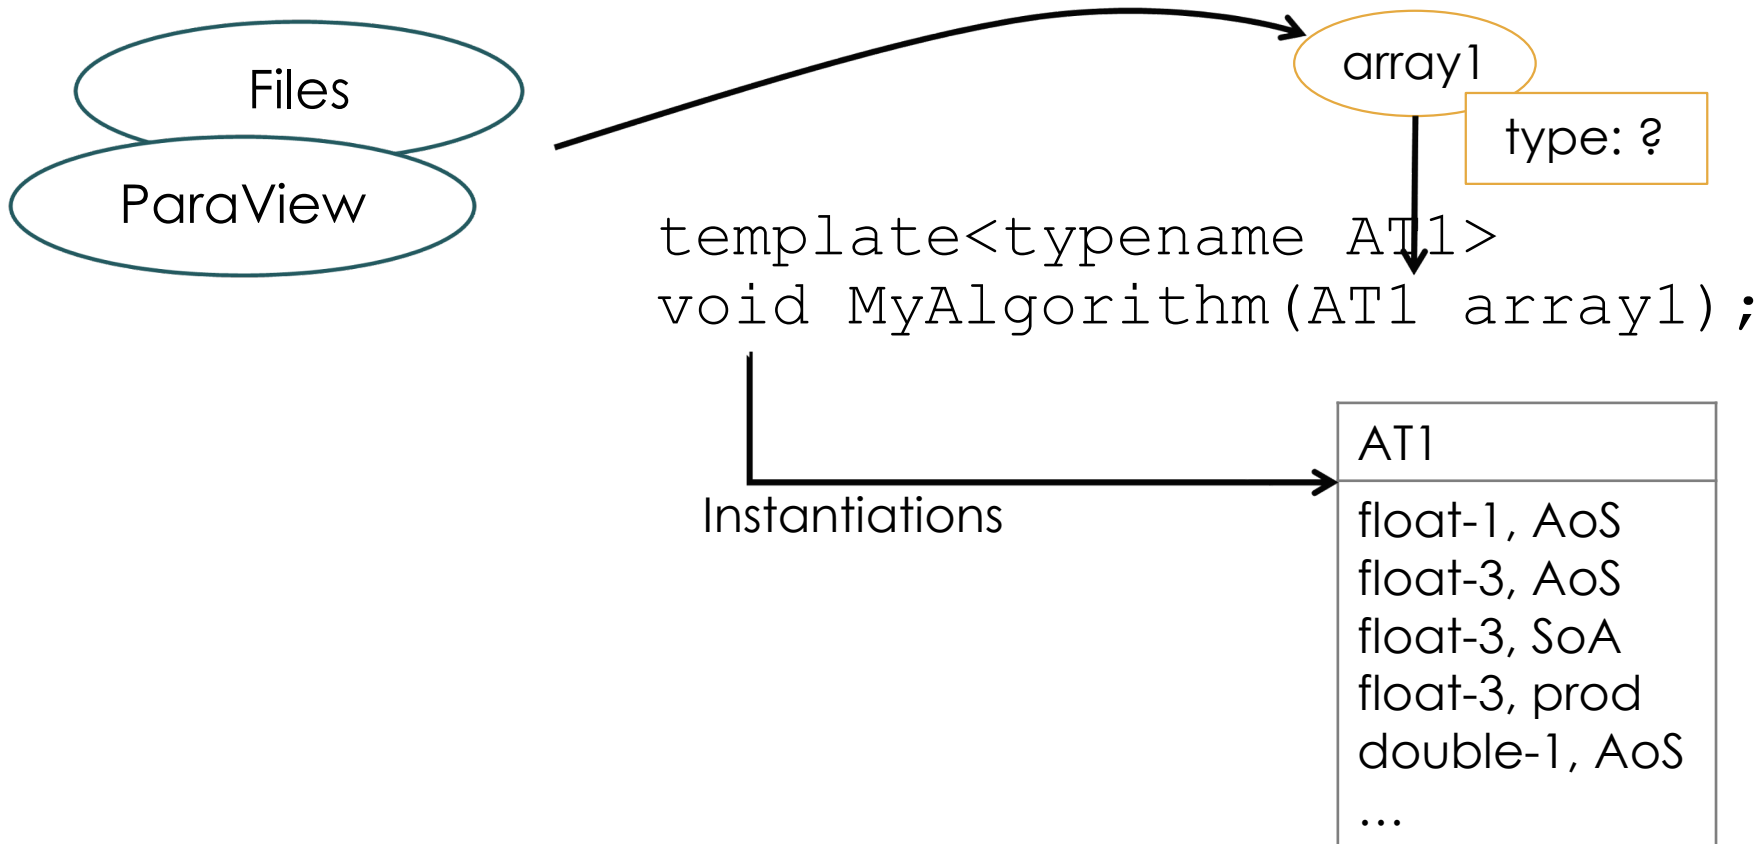 Files
ParaView
array1
type: ?
template<typename AT1>
void MyAlgorithm(AT1 array1);
Instantiations
AT1
float-1, AoS
float-3, AoS
float-3, SoA
float-3, prod
double-1, AoS
...